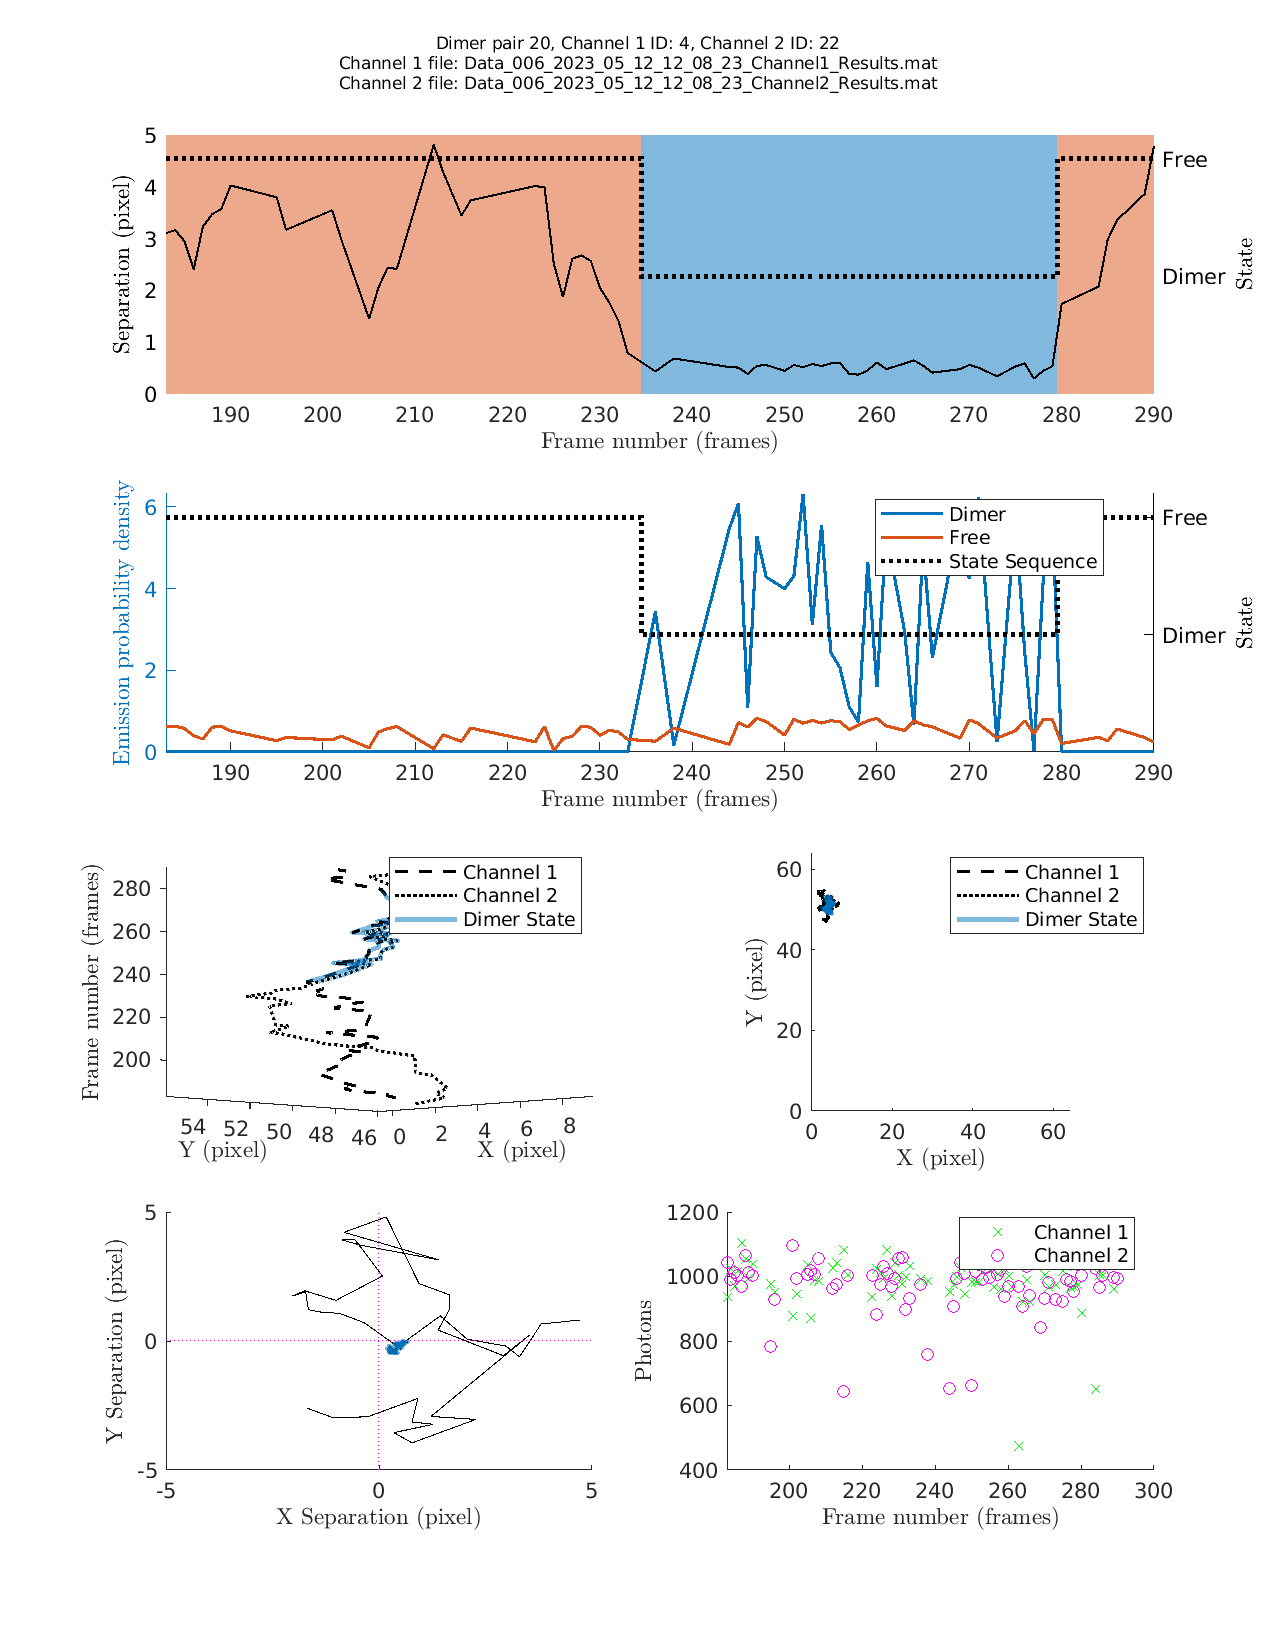 Dimer pair 20, Channel 1 ID: 4, Channel 2 ID: 22
Channel 1 file: Data_006_2023_05_12_12_08_23_Channel1_Results.mat
Channel 2 file: Data_006_2023_05_12_12_08_23_Channel2_Results.mat
Separation (pixel)
5
4
3
2
1
0
Free
Dimer
State
190 200 210 220 230 240 250 260 270 280 290
Frame number (frames)
Emission probability density
6
4
2
0
Dimer
Free
State Sequence
Free
Dimer
State
190 200 210 220 230 240 250 260 270 280 290
Frame number (frames)
Frame number (frames)
280
260
240
220
200
Channel 1
Channel 2
Dimer State
54 52 50 48 46 0 2 4 6 8
Y (pixel) X (pixel)
Y (pixel)
60
40
20
0
Channel 1
Channel 2
Dimer State
0 20 40 60
X (pixel)
Y Separation (pixel)
5
0
-5
-5 0 5
X Separation (pixel)
Photons
1200
1000
800
600
400
Channel 1
Channel 2
200 220 240 260 280 300
Frame number (frames)